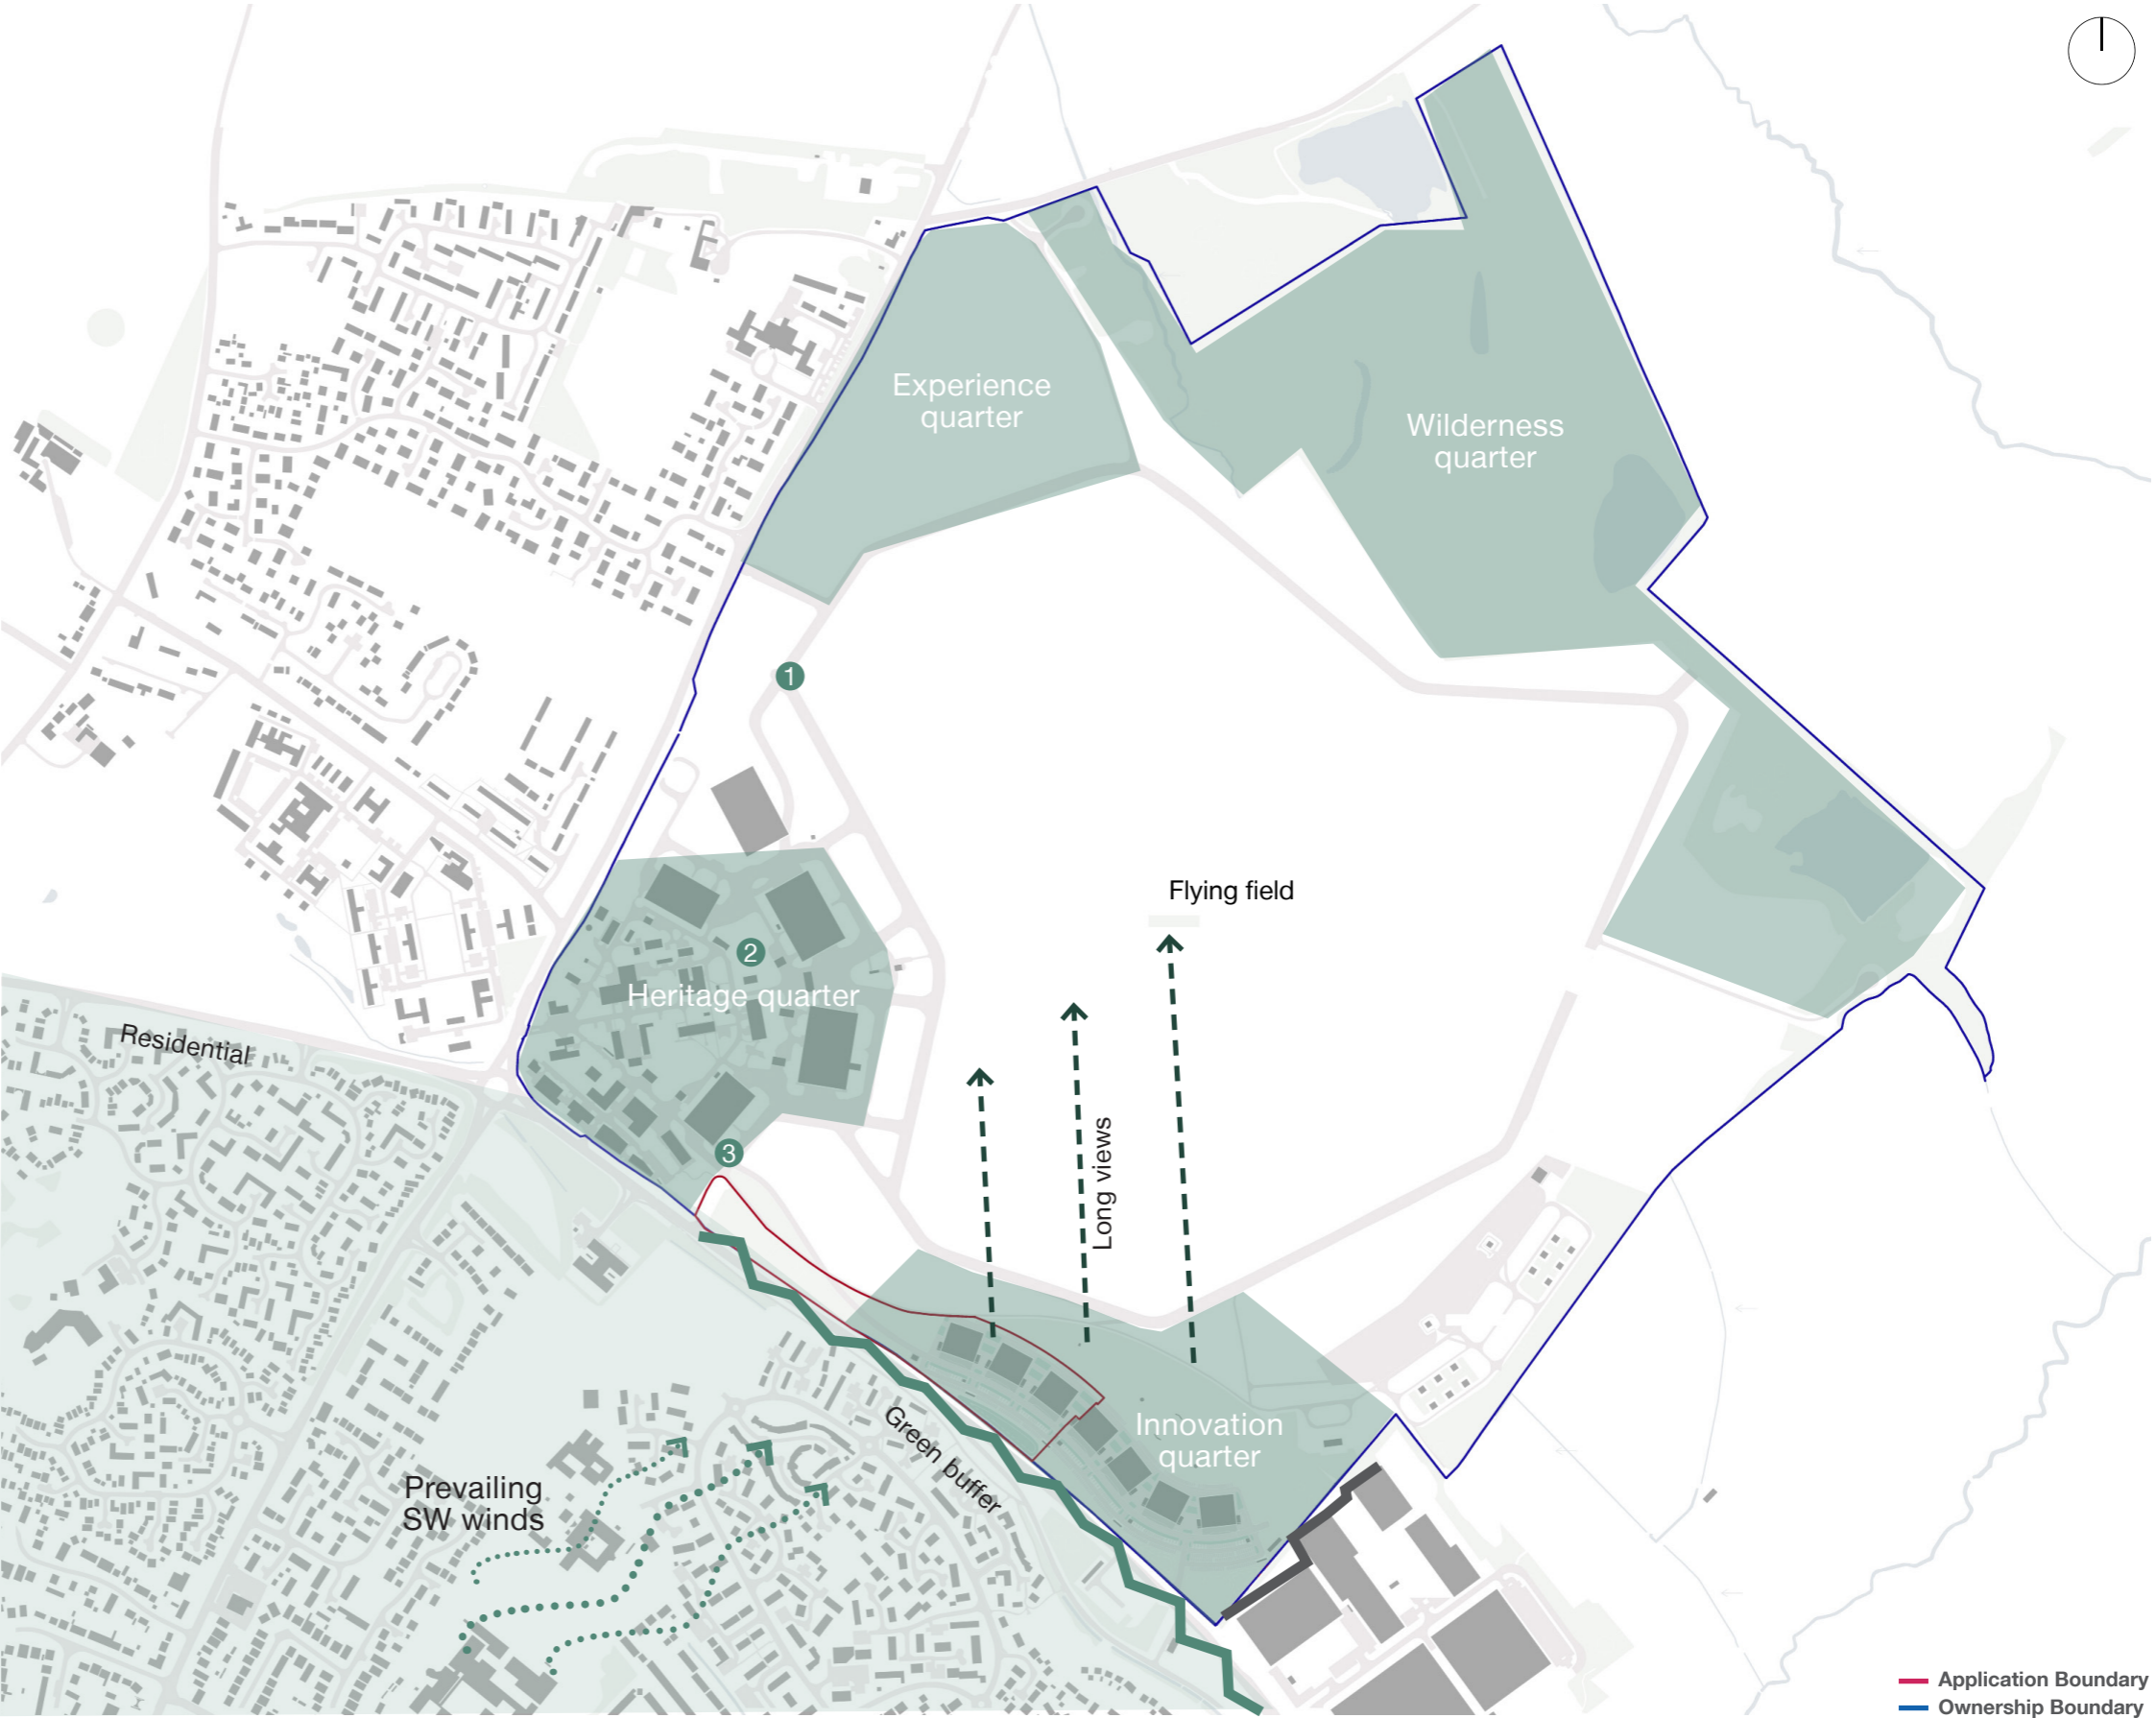 Experience
quarter
Wilderness
quarter
1
Flying field
2
Heritage quarter
Residential
Long views
3
Innovation
quarter
Green buffer
Prevailing
SW winds
Application Boundary
Ownership Boundary